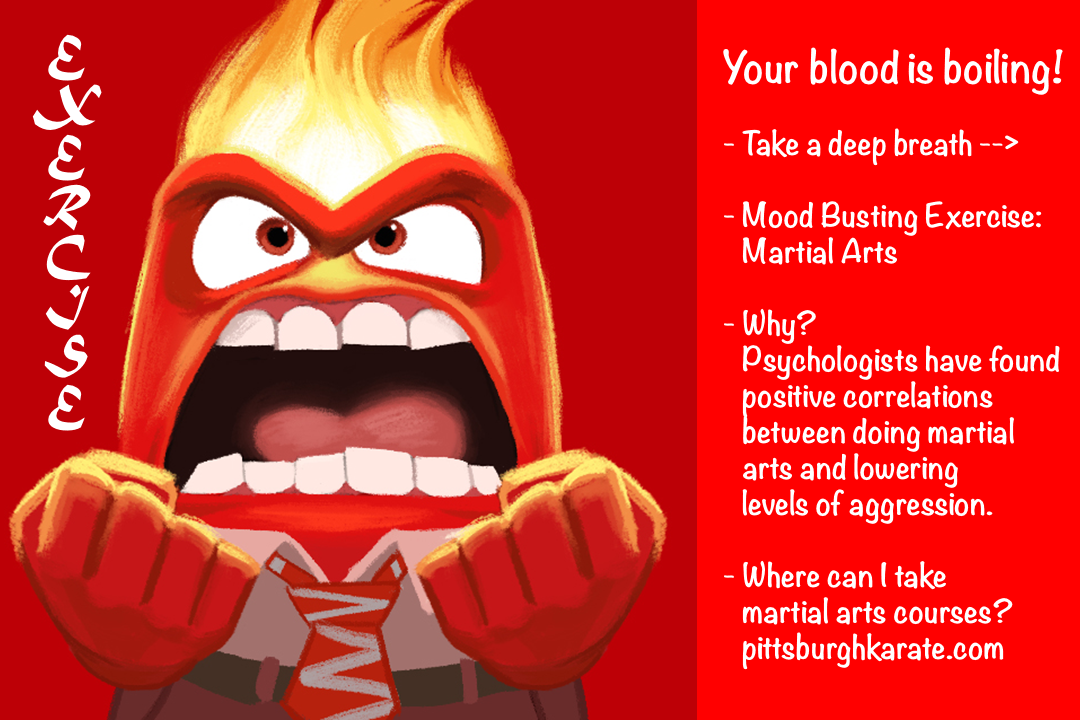 EXERCISE
Your blood is boiling!
- Take a deep breath -->
- Mood Busting Exercise:
Martial Arts
- Why?
Psychologists have found
positive correlations
between doing martial
arts and lowering
levels of aggression.
- Where can I take
martial arts courses?
pittsburghkarate.com